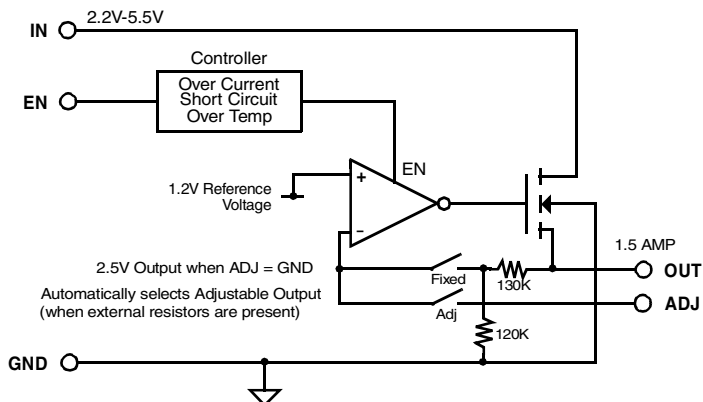 IN
2.2V-5.5V
Controller
EN
Over Current
Short Circuit
Over Temp
EN
+
1.2V Reference
Voltage
–
1.5 AMP
2.5V Output when ADJ = GND
Fixed
130K
OUT
Automatically selects Adjustable Output
(when external resistors are present)
Adj
ADJ
120K
GND